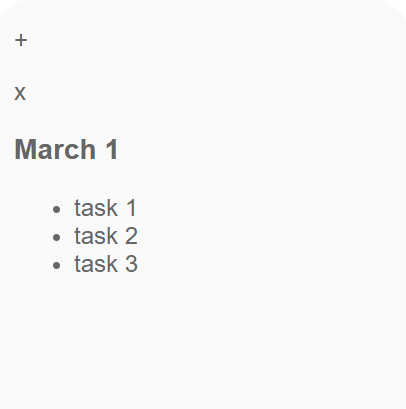 +
x
March 1
• task 1
• task 2
• task 3